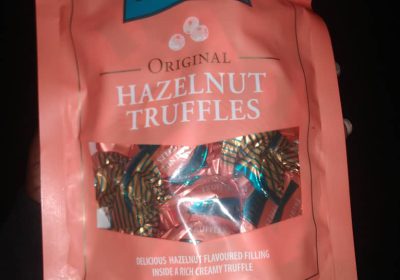 ORIGINAL
HAZELNUT
TRUFFLES
DELICIOUS HAZELNUT FLAVOURED FILLING
INSIDE A RICH CREAMY TRUFFLE